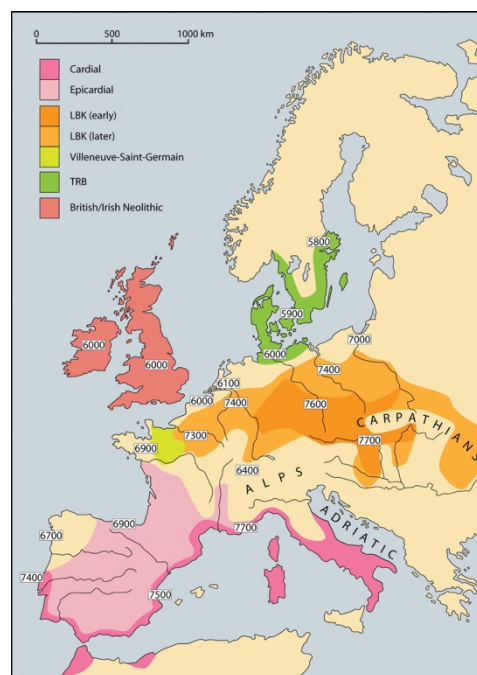 0 500 1000 km
Cardial
Epicardial
LBK (early)
LBK (later)
Villeneuve-Saint-Germain
TRB
British/Irish Neolithic
5800
5900
6000
6000
6000
7000
7400
6100
6000
7400
7600
7300
CARPATHIANS
7700
6900
6400
ALPS
6900
7700
ADRIATIC
6700
7400
7500